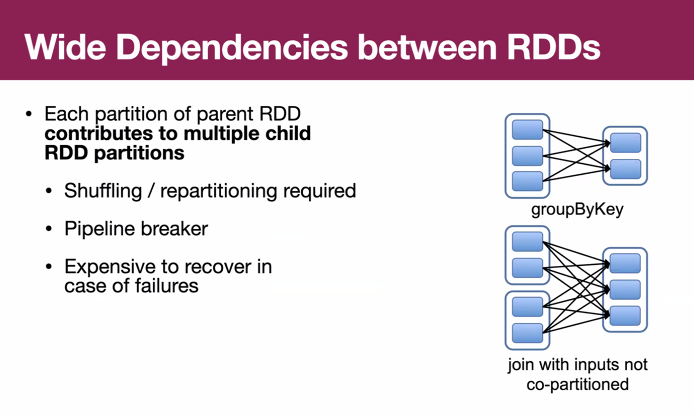 Wide Dependencies between RDDs
• Each partition of parent RDD
contributes to multiple child
RDD partitions
• Shuffling / repartitioning required
• Pipeline breaker
• Expensive to recover in
case of failures
groupByKey
join with inputs not
co-partitioned